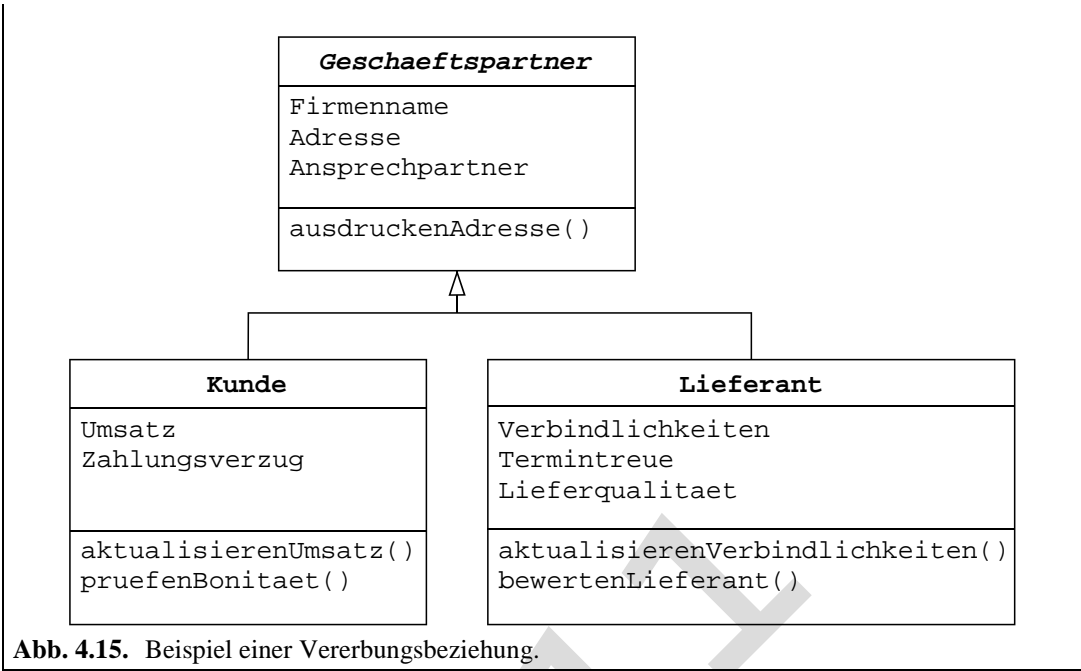 Geschaeftspartner
Firmenname
Adresse
Ansprechpartner
ausdruckenAdresse()
Kunde
Umsatz
Zahlungsverzug
aktualisierenUmsatz()
pruefenBonitaet()
Lieferant
Verbindlichkeiten
Termintreue
Lieferqualitaet
aktualisierenVerbindlichkeiten()
bewertenLieferant()
Abb. 4.15. Beispiel einer Vererbungsbeziehung.